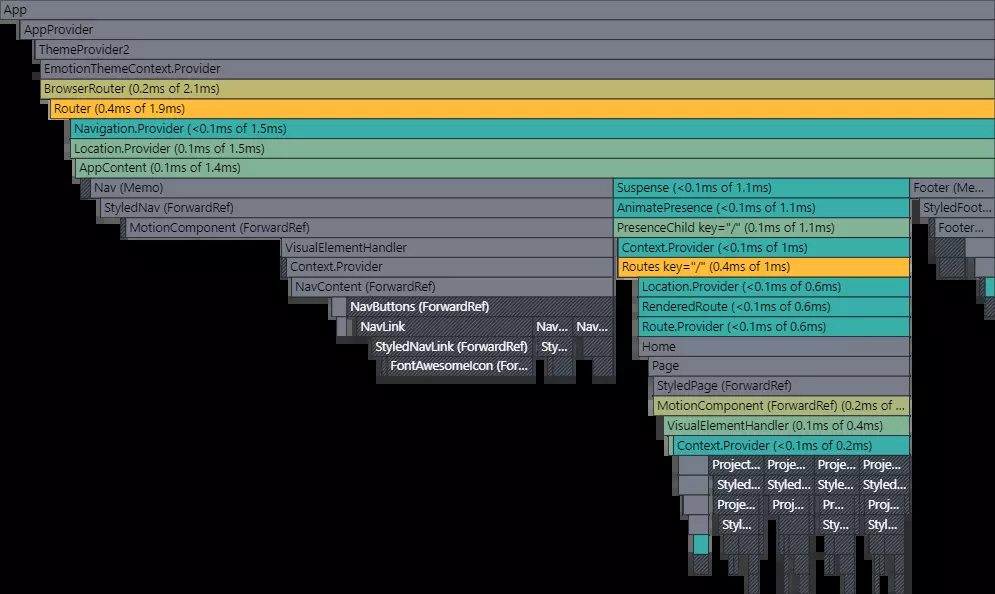 App
AppProvider
ThemeProvider2
EmotionThemeContext.Provider
BrowserRouter (0.2ms of 2.1ms)
Router (0.4ms of 1.9ms)
Navigation.Provider (<0.1ms of 1.5ms)
Location.Provider (0.1ms of 1.5ms)
AppContent (0.1ms of 1.4ms)
Nav (Memo) Suspense (<0.1ms of 1.1ms) Footer (Me...
StyledNav (ForwardRef) AnimatePresence (<0.1ms of 1.1ms) StyledFoot...
MotionComponent (ForwardRef) PresenceChild key="/" (0.1ms of 1.1ms) Footer...
VisualElementHandler Context.Provider (<0.1ms of 1ms)
Context.Provider Routes key="/" (0.4ms of 1ms)
NavContent (ForwardRef) Location.Provider (<0.1ms of 0.6ms)
NavButtons (ForwardRef) RenderedRoute (<0.1ms of 0.6ms)
NavLink Nav... Nav... Route.Provider (<0.1ms of 0.6ms)
StyledNavLink (ForwardRef) Sty... Home
FontAwesomeIcon (For... Page
StyledPage (ForwardRef)
MotionComponent (ForwardRef) (0.2ms of ...
VisualElementHandler (0.1ms of 0.4ms)
Context.Provider (<0.1ms of 0.2ms)
Project... Proje... Proje... Proje...
Styled... Styled... Style... Styled...
Proje... Proj... Pr... Proj...
Styl... Sty... Styl...